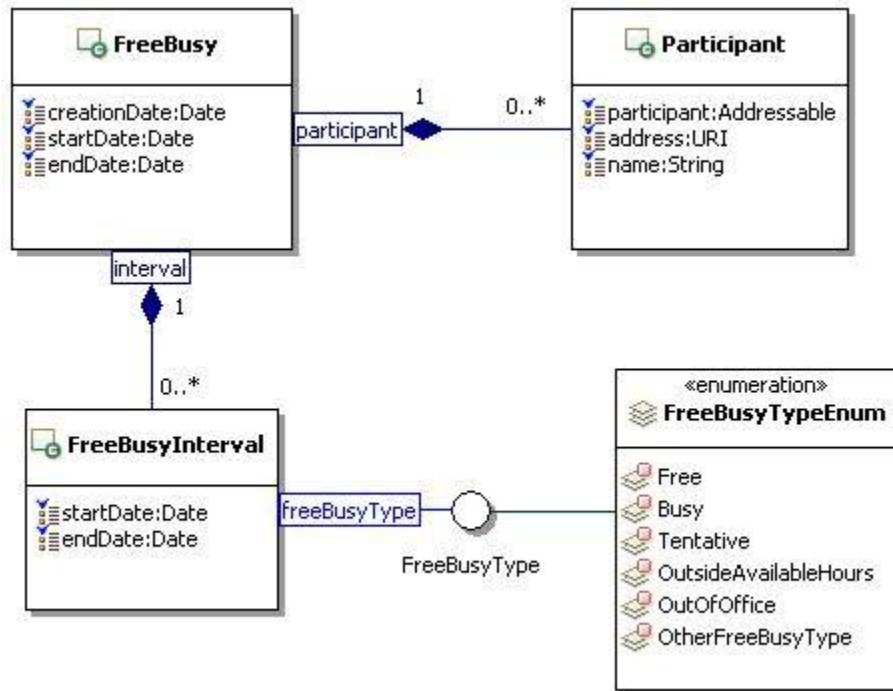 FreeBusy
creationDate:Date
startDate:Date
endDate:Date
participant
1
0..*
Participant
participant:Addressable
address:URI
name:String
interval
1
0..*
FreeBusyInterval
startDate:Date
endDate:Date
freeBusyType
FreeBusyType
«enumeration»
FreeBusyTypeEnum
Free
Busy
Tentative
OutsideAvailableHours
OutOfOffice
OtherFreeBusyType